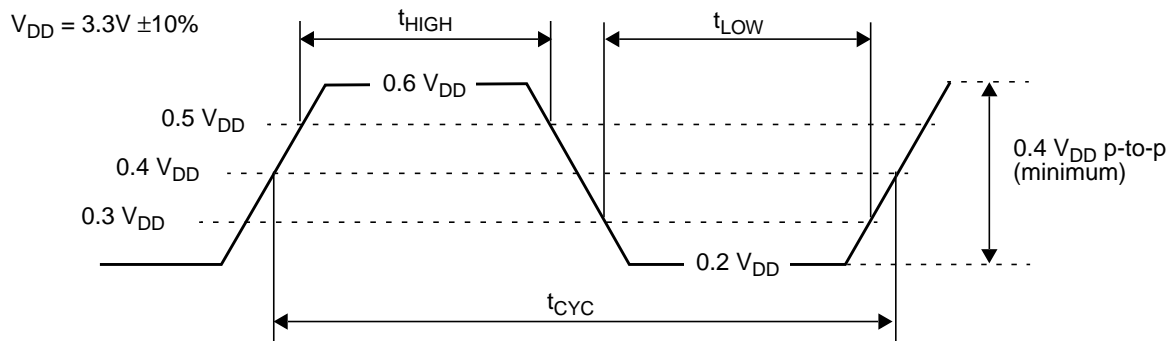 V_DD = 3.3V ±10%
t_HIGH
t_LOW
0.6 V_DD
0.5 V_DD
0.4 V_DD
0.3 V_DD
0.2 V_DD
0.4 V_DD p-to-p
(minimum)
t_CYC